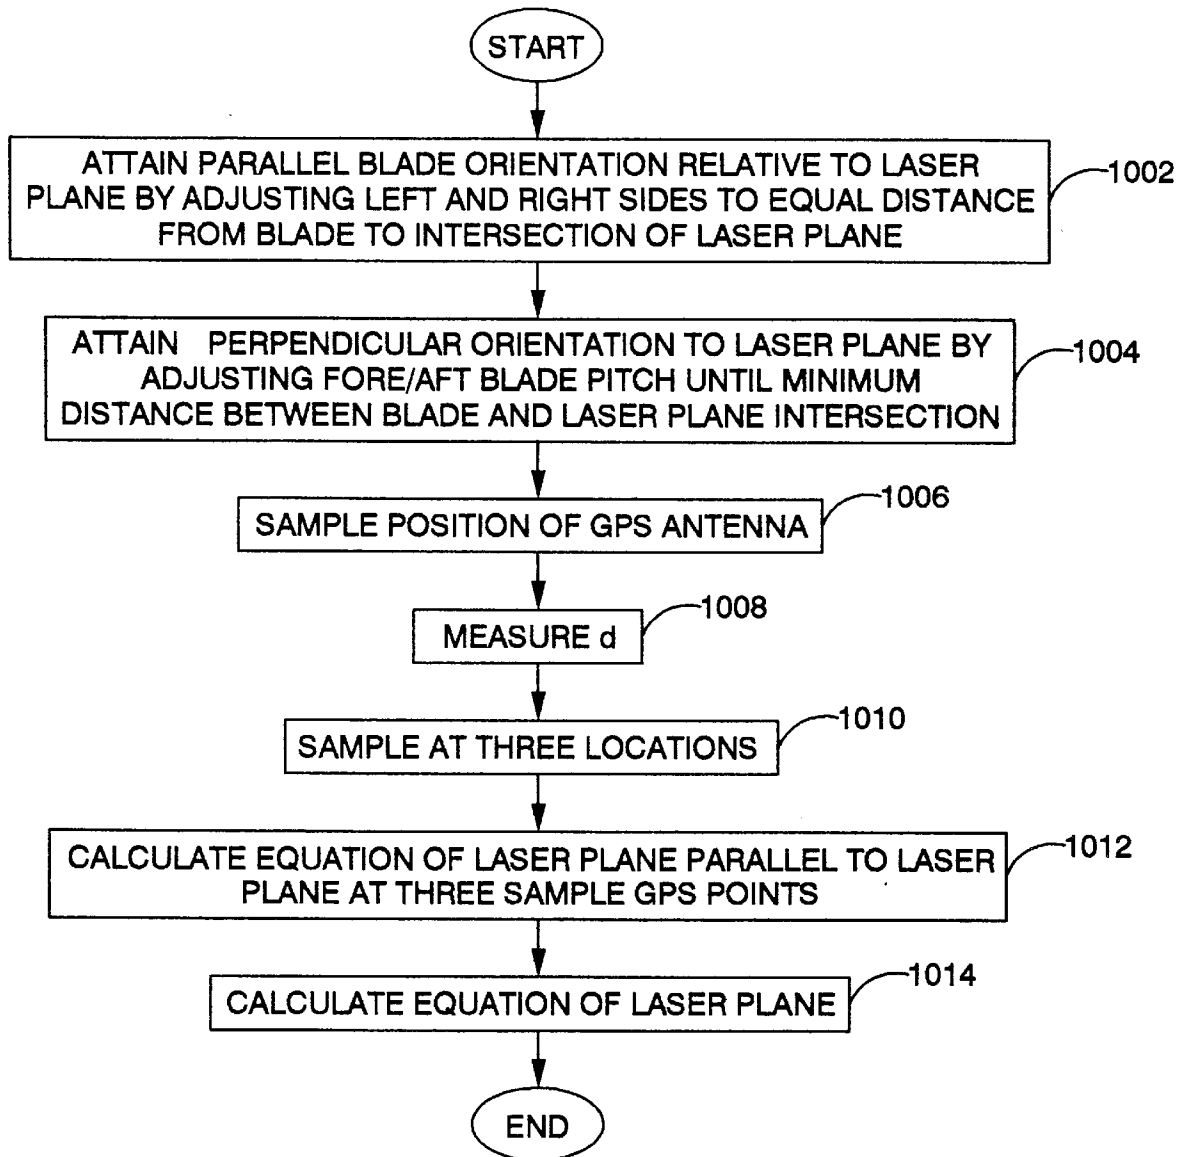 START
ATTAIN PARALLEL BLADE ORIENTATION RELATIVE TO LASER
PLANE BY ADJUSTING LEFT AND RIGHT SIDES TO EQUAL DISTANCE
FROM BLADE TO INTERSECTION OF LASER PLANE
1002
ATTAIN PERPENDICULAR ORIENTATION TO LASER PLANE BY
ADJUSTING FORE/AFT BLADE PITCH UNTIL MINIMUM
DISTANCE BETWEEN BLADE AND LASER PLANE INTERSECTION
1004
SAMPLE POSITION OF GPS ANTENNA
1006
MEASURE d
1008
SAMPLE AT THREE LOCATIONS
1010
CALCULATE EQUATION OF LASER PLANE PARALLEL TO LASER
PLANE AT THREE SAMPLE GPS POINTS
1012
CALCULATE EQUATION OF LASER PLANE
1014
END